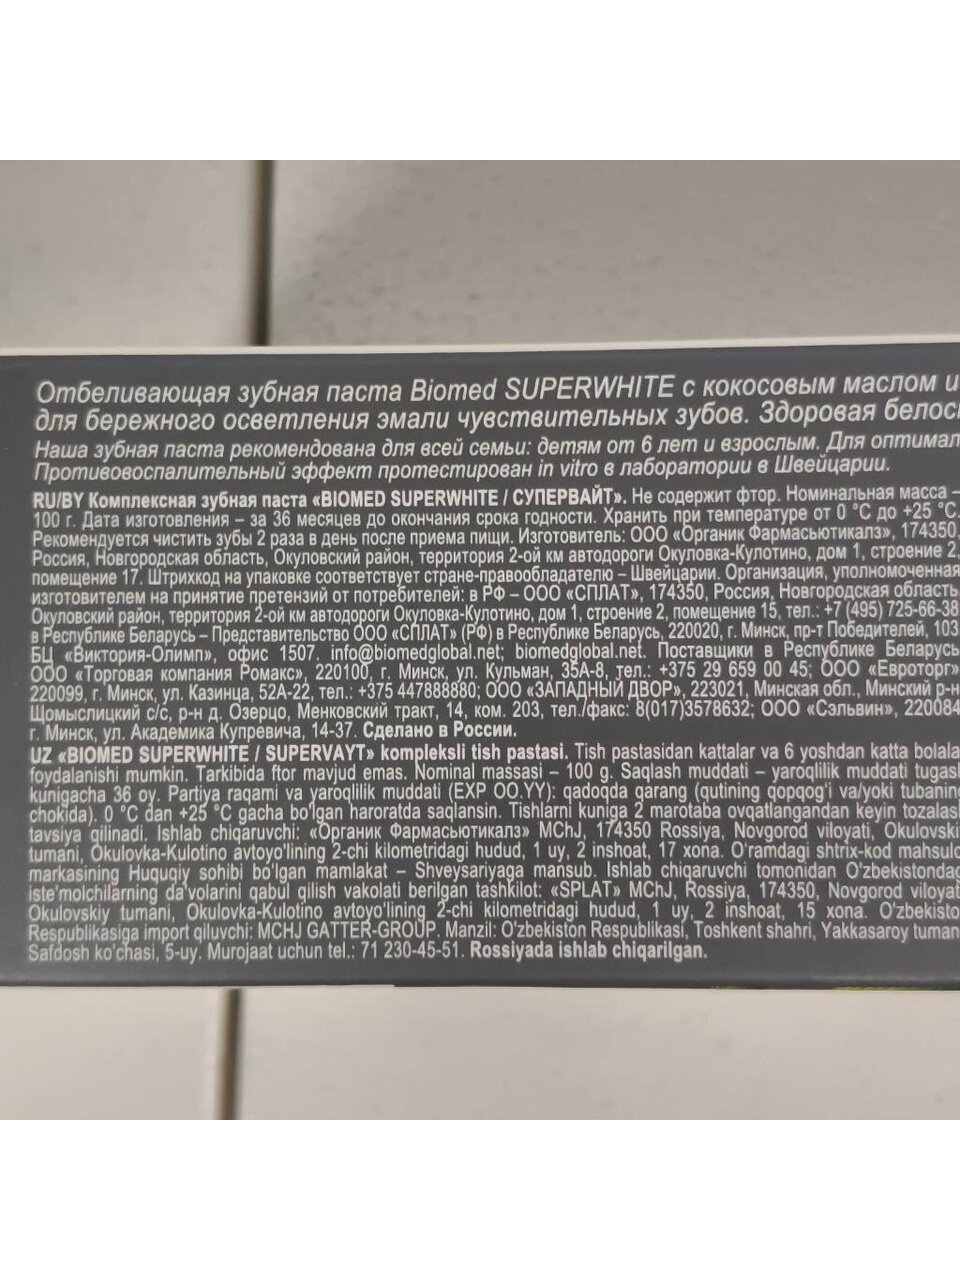 Отбеливающая зубная паста Biomed SUPERWHITE с кокосовым маслом и
для бережного осветления эмали чувствительных зубов. Здоровая
Наша зубная паста рекомендована для всей семьи: детям от 6 лет и взрослым. Для
Противовоспалительный эффект протестирован in vitro в лаборатории в Швейцарии.
RU/BY Комплексная зубная паста «BIOMED SUPERWHITE / СУПЕРВАЙТ». Не содержит фтор. Номинальная масса –
100 г. Дата изготовления – за 36 месяцев до окончания срока годности. Хранить при температуре от 0 °С до +25 °С.
Рекомендуется чистить зубы 2 раза в день после приема пищи. Изготовитель: ООО «Органик Фармасьютикалз», 174350,
Россия, Новгородская область, Окуловский район, территория 2-ой км автодороги Окуловка-Кулотино, дом 1, строение 2,
помещение 17. Штрихкод на упаковке соответствует стране-правообладателю – Швейцарии. Организация, уполномоченная
изготовителем на принятие претензий от потребителей: в РФ – ООО «СПЛАТ», 174350, Россия, Новгородская область,
Окуловский район, территория 2-ой км автодороги Окуловка-Кулотино, дом 1, строение 2, помещение 15, тел.: +7 (495) 725-66-38
в Республике Беларусь – Представительство ООО «СПЛАТ» (РФ) в Республике Беларусь, 220020, г. Минск, пр-т Победителей, 103
БЦ «Виктория-Олимп», офис 1507, info@biomedglobal.net; biomedglobal.net. Поставщики в Республике Беларусь
ООО «Торговая компания Ромакс», 220100, г. Минск, ул. Кульман, 35А-8, тел.: +375 29 659 00 45; ООО «Евроторг»
220099, г. Минск, ул. Казинца, 52А-22, тел.: +375 447888880; ООО «ЗАПАДНЫЙ ДВОР», 223021, Минская обл., Минский р-н
Щомыслицкий с/с, р-н д. Озерцо, Меньковский тракт, 14, ком. 203, тел./факс: 8(017)3578632; ООО «Сэльвин», 220084
г. Минск, ул. Академика Купревича, 14-37. Сделано в России.
UZ «BIOMED SUPERWHITE / SUPERVAYT» kompleksli tish pastasi. Tish pastasidan kattalar va 6 yoshdan katta bolala
foydalanishi mumkin. Tarkibida ftor mavjud emas. Nominal massasi – 100 g. Saqlash muddati – yaroqlilik muddati tugash
kunigacha 36 oy. Partiya raqami va yaroqlilik muddati (EXP OO.YY): qadoqda qarang (qutining qopqog'i va/yoki tubaning
chokida). 0 °C dan +25 °C gacha bo'lgan haroratda saqlansin. Tishlarni kuniga 2 marotaba ovqatlangandan keyin tozalash
tavsiya qilinadi. Ishlab chiqaruvchi: «Органик Фармасьютикалз» MChJ, 174350 Rossiya, Novgorod viloyati, Okulovski
tumani, Okulovka-Kulotino avtoyo'lining 2-chi kilometridagi hudud, 1 uy, 2 inshoat, 17 xona. O'ramdagi shtrix-kod mahsulo
markasining Huquqiy sohibi bo'lgan mamlakat – Shveysariyaga mansub. Ishlab chiqaruvchi tomonidan O'zbekistondag
iste'molchilarning da'volarini qabul qilish vakolati berilgan tashkilot: «SPLAT» MChJ, Rossiya, 174350, Novgorod viloyat
Okulovskiy tumani, Okulovka-Kulotino avtoyo'lining 2-chi kilometridagi hudud, 1 uy, 2 inshoat, 15 xona. O'zbekisto
Respublikasiga import qiluvchi: MCHJ GATTER-GROUP. Manzil: O'zbekiston Respublikasi, Toshkent shahri, Yakkasaroy tuman
Safdosh ko'chasi, 5-uy. Murojaat uchun tel.: 71 230-45-51. Rossiyada ishlab chiqarilgan.